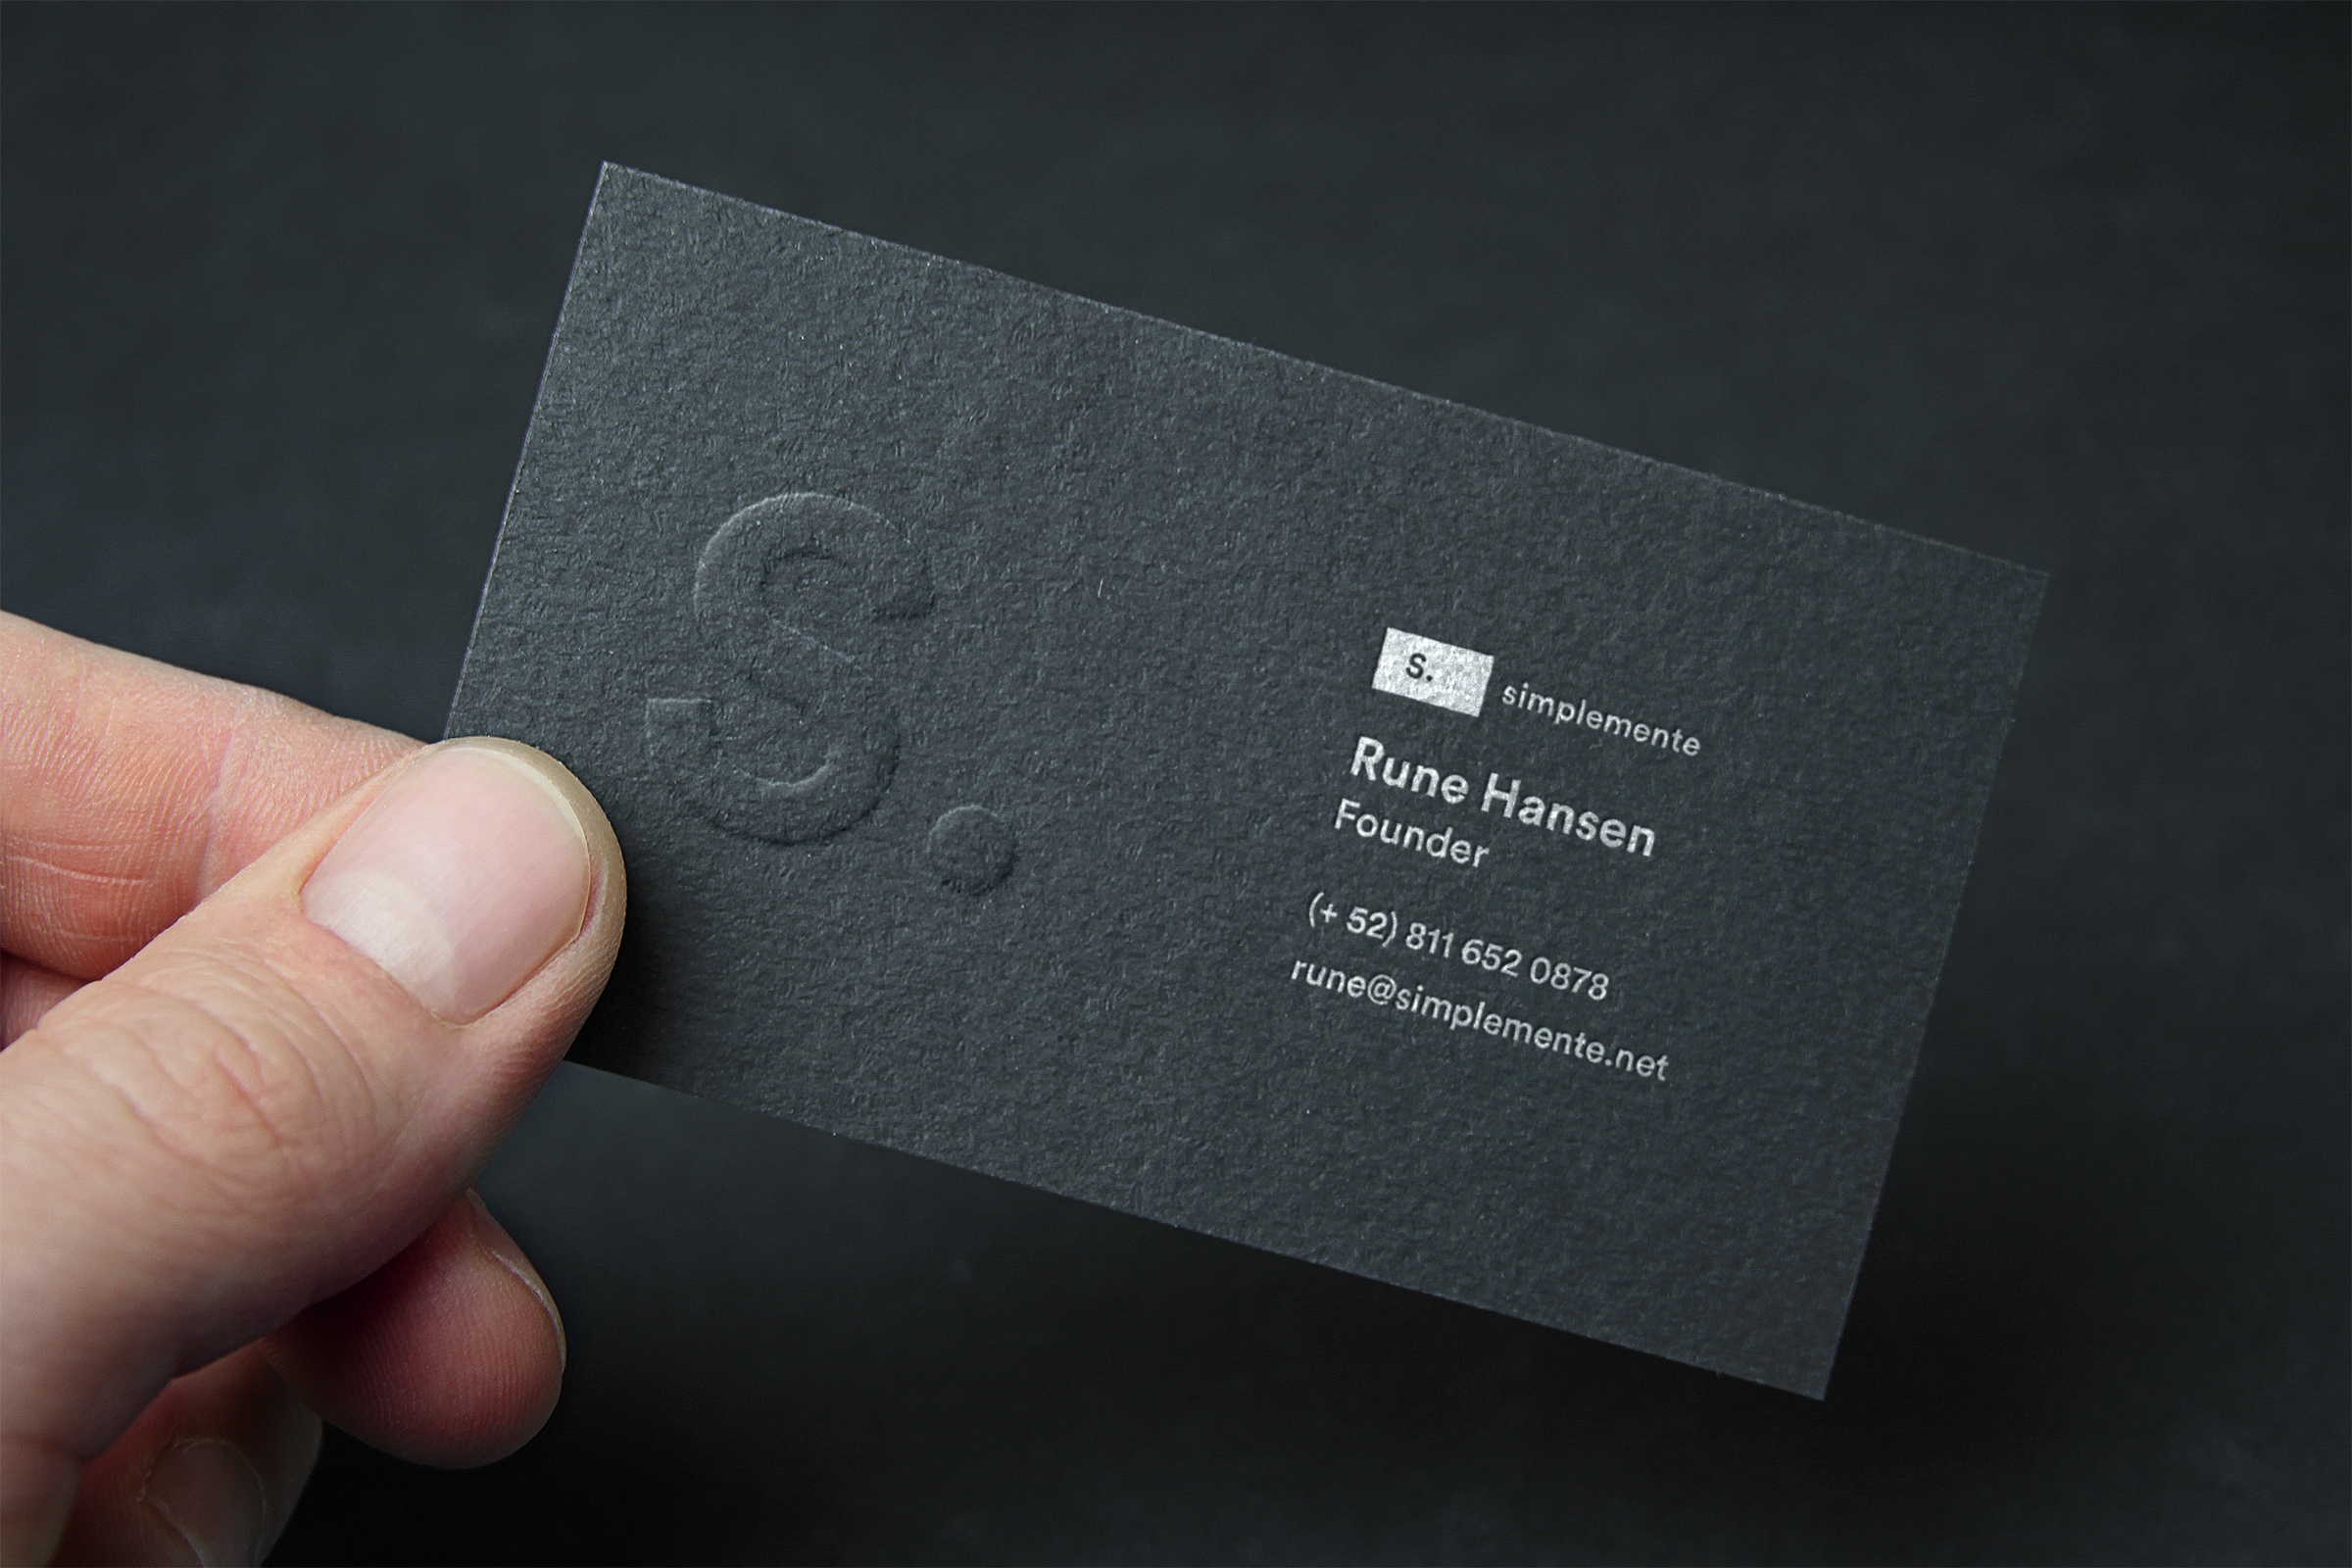 S.
S. simplemente
Rune Hansen
Founder
(+ 52) 811 652 0878
rune@simplemente.net